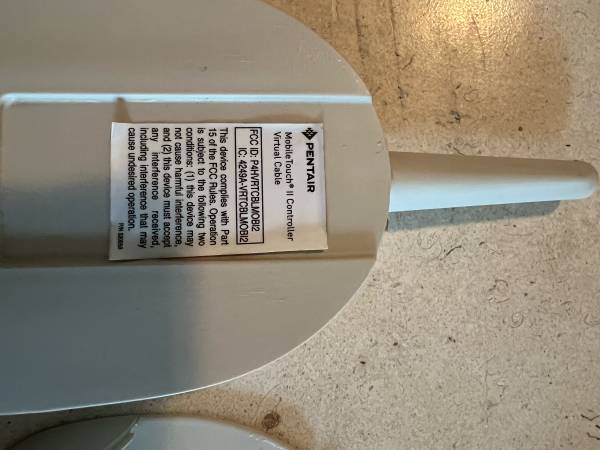 PENTAIR
MobileTouch® II Controller
Virtual Cable
FCC ID: P4HVRTCBLMOBI2
IC: 4249A-VRTCBLMOBI2
This device complies with Part
15 of the FCC Rules. Operation
is subject to the following two
conditions: (1) this device may
not cause harmful interference,
and (2) this device must accept
any interference received,
including interference that may
cause undesired operation.
P/N